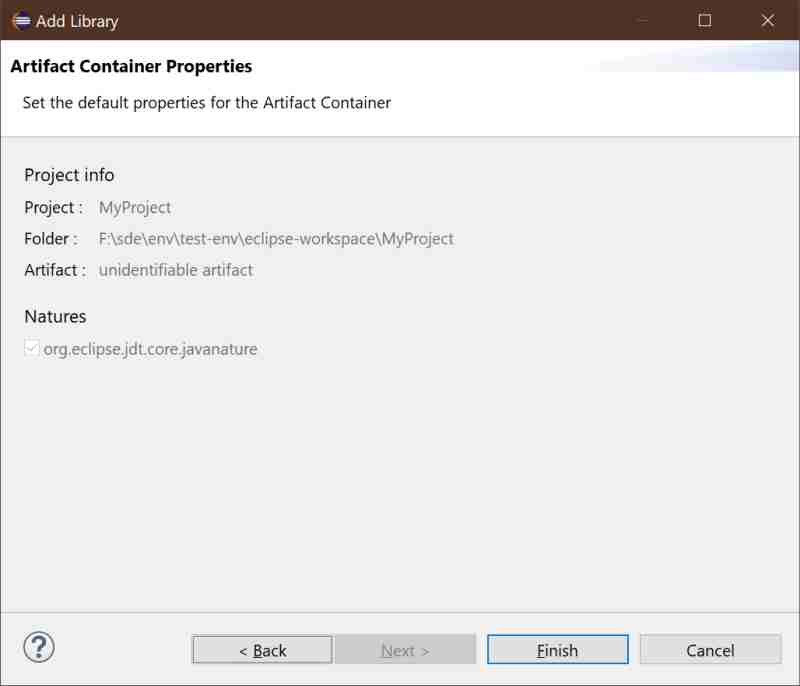 Add Library
Artifact Container Properties
Set the default properties for the Artifact Container
Project info
Project : MyProject
Folder : F:\sde\env\test-env\eclipse-workspace\MyProject
Artifact : unidentifiable artifact
Natures
org.eclipse.jdt.core.javanature
? < Back Next > Finish Cancel